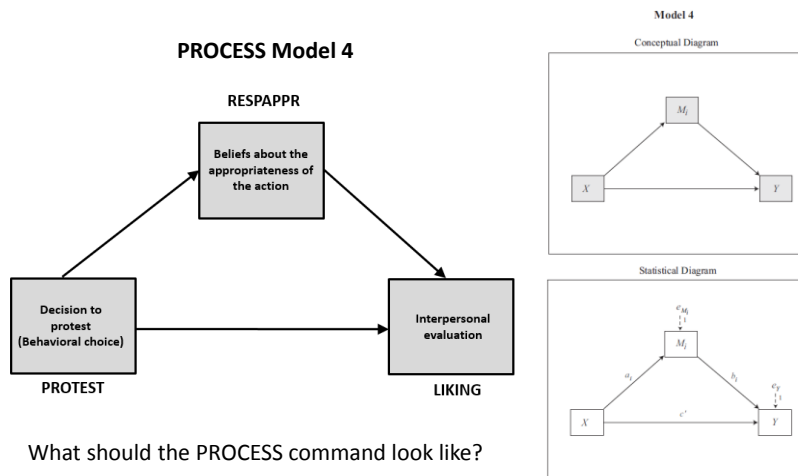 PROCESS Model 4
RESPAPPR
Beliefs about the
appropriateness of
the action
Decision to
protest
(Behavioral choice)
Interpersonal
evaluation
PROTEST
LIKING
What should the PROCESS command look like?
Model 4
Conceptual Diagram
Mi
X
Y
Statistical Diagram
eMi
1
Mi
ai
bi
eY
1
X
c'
Y